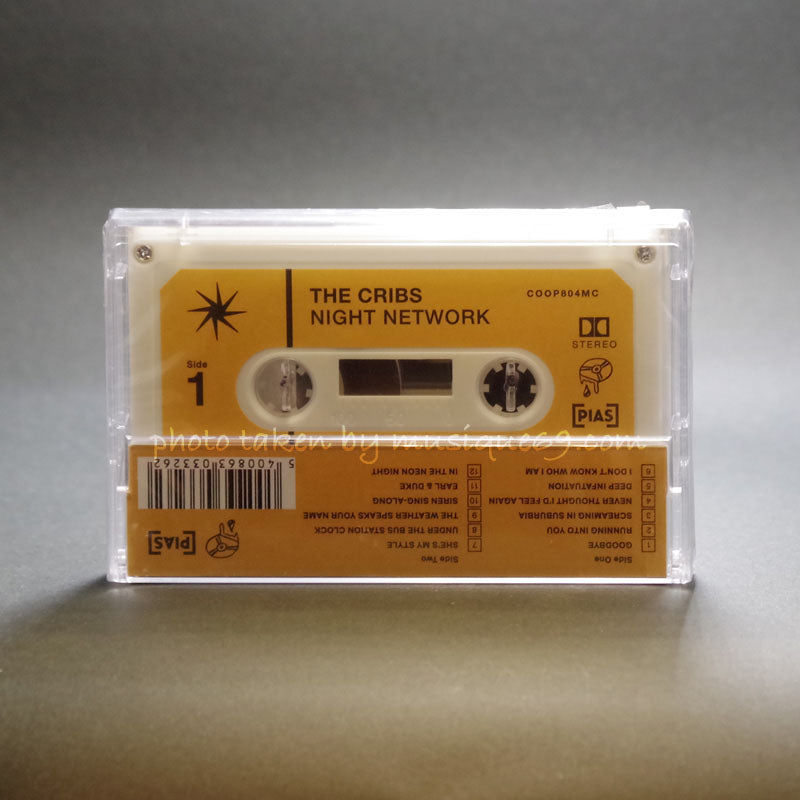 THE CRIBS
NIGHT NETWORK
COOP804MC
STEREO
Side
1
[PIAS]
photo taken by musique69.com
Side One
1 GOODBYE
2 RUNNING INTO YOU
3 SCREAMING IN SUBURBIA
4 NEVER THOUGHT I'D FEEL AGAIN
5 DEEP INFATUATION
6 I DON'T KNOW WHO I AM
Side Two
7 SHE'S MY STYLE
8 UNDER THE BUS STATION CLOCK
9 THE WEATHER SPEAKS YOUR NAME
10 SIREN SING-ALONG
11 EARL & DUKE
12 IN THE NEON NIGHT
[PIAS]
5 400863 033262